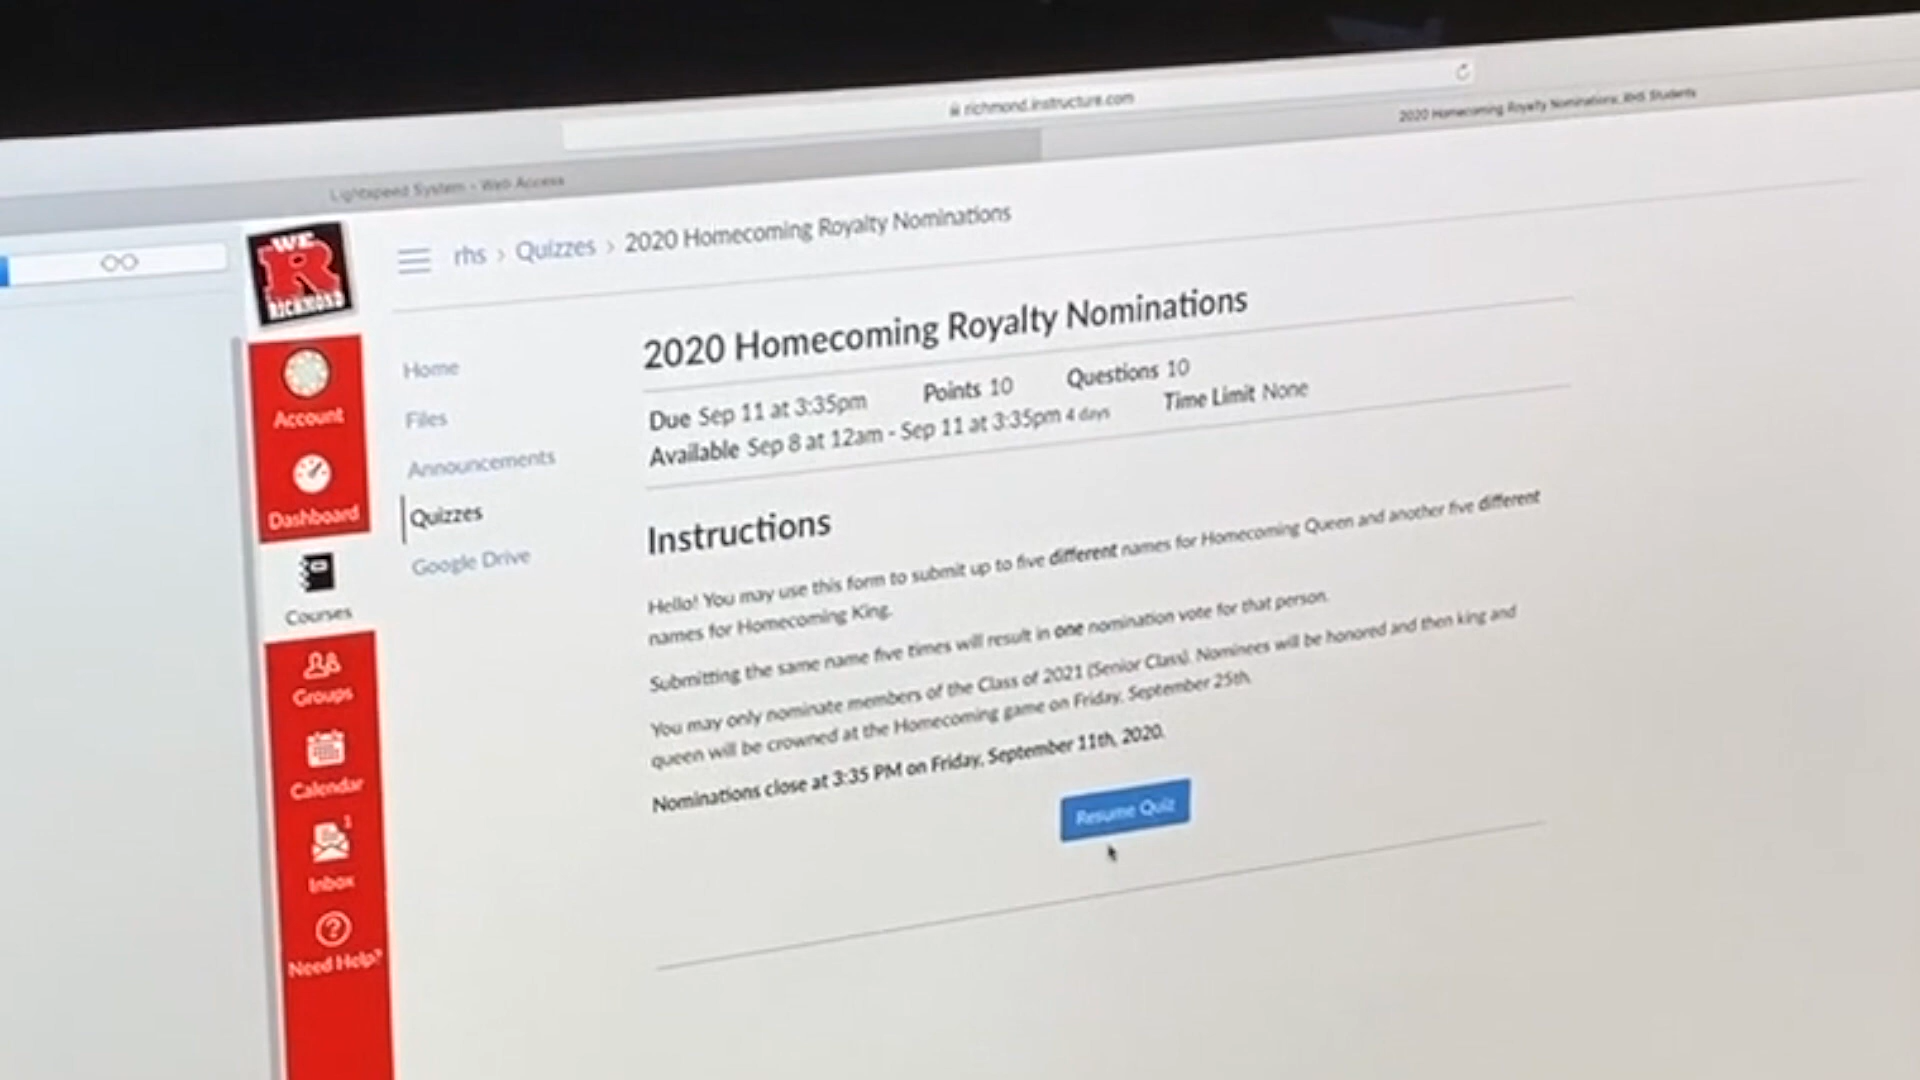 richmond.instructure.com
Lightspeed System - Web Access
2020 Homecoming Royalty Nominations: RHS Students
WE
R
RICHMOND
rhs > Quizzes > 2020 Homecoming Royalty Nominations
Account
Dashboard
Courses
Groups
Calendar
1
Inbox
Need Help?
Home
Files
Announcements
Quizzes
Google Drive
2020 Homecoming Royalty Nominations
Due Sep 11 at 3:35pm Points 10 Questions 10
Available Sep 8 at 12am - Sep 11 at 3:35pm 4 days Time Limit None
Instructions
Hello! You may use this form to submit up to five different names for Homecoming Queen and another five different
names for Homecoming King.
Submitting the same name five times will result in one nomination vote for that person.
You may only nominate members of the Class of 2021 (Senior Class). Nominees will be honored and then king and
queen will be crowned at the Homecoming game on Friday, September 25th.
Nominations close at 3:35 PM on Friday, September 11th, 2020.
Resume Quiz